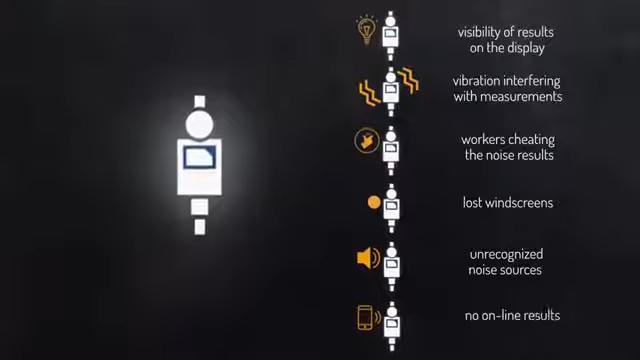 visibility of results
on the display
vibration interfering
with measurements
workers cheating
the noise results
lost windscreens
unrecognized
noise sources
no on-line results